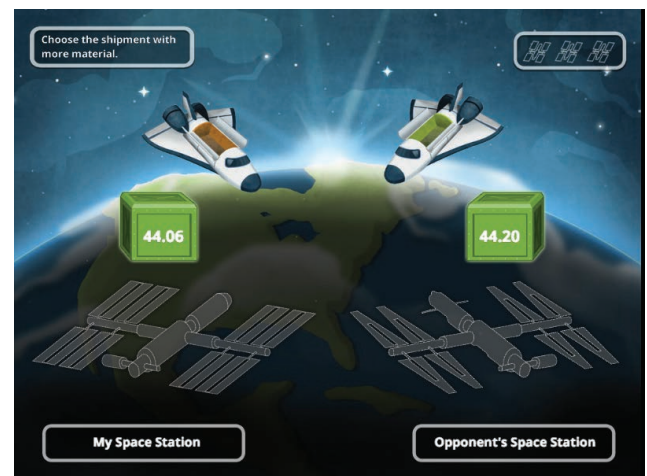 Choose the shipment with
more material.
44.06
44.20
My Space Station
Opponent's Space Station